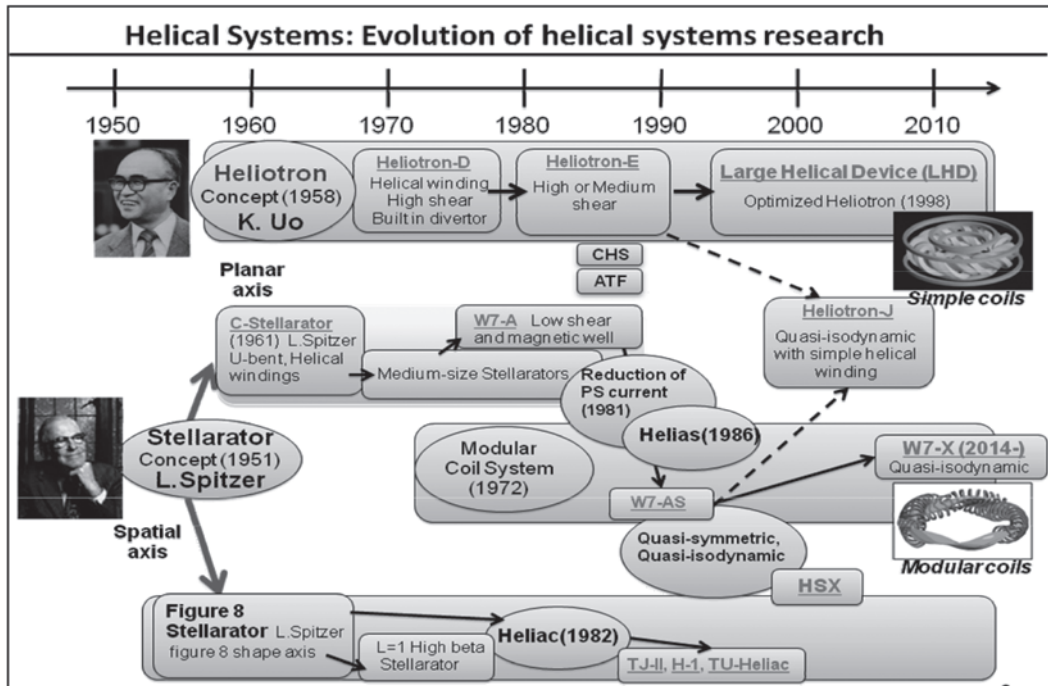 Helical Systems: Evolution of helical systems research
1950 1960 1970 1980 1990 2000 2010
Heliotron
Concept (1958)
K. Uo
Heliotron-D
Helical winding
High shear
Built in divertor
Heliotron-E
High or Medium
shear
Large Helical Device (LHD)
Optimized Heliotron (1998)
CHS
ATF
Simple coils
Planar
axis
C-Stellarator
(1961) L.Spitzer
U-bent, Helical
windings
W7-A Low shear
and magnetic well
Medium-size Stellarators
Heliotron-J
Quasi-isodynamic
with simple helical
winding
Reduction of
PS current
(1981)
Helias(1986)
Stellarator
Concept (1951)
L.Spitzer
Modular
Coil System
(1972)
W7-X (2014-)
Quasi-isodynamic
W7-AS
Spatial
axis
Quasi-symmetric,
Quasi-isodynamic
Modular coils
HSX
Figure 8
Stellarator L.Spitzer
figure 8 shape axis
L=1 High beta
Stellarator
Heliac(1982)
TJ-II, H-1, TU-Heliac